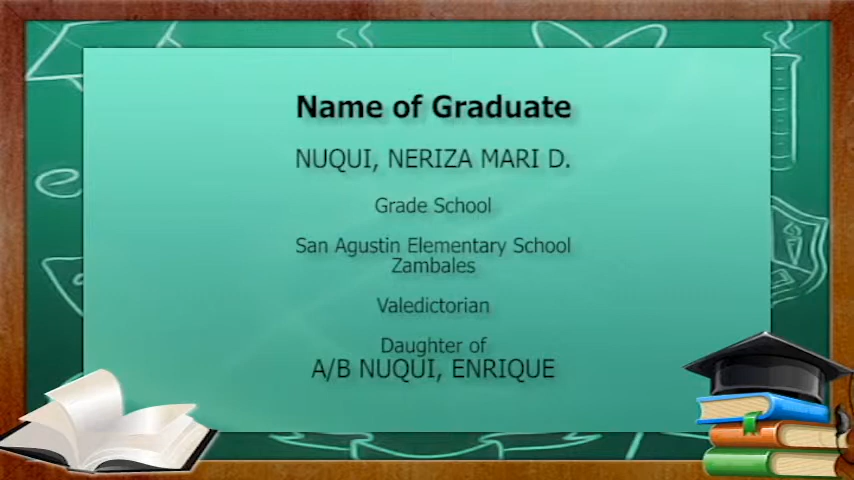 Name of Graduate
NUQUI, NERIZA MARI D.
Grade School
San Agustin Elementary School
Zambales
Valedictorian
Daughter of
A/B NUQUI, ENRIQUE